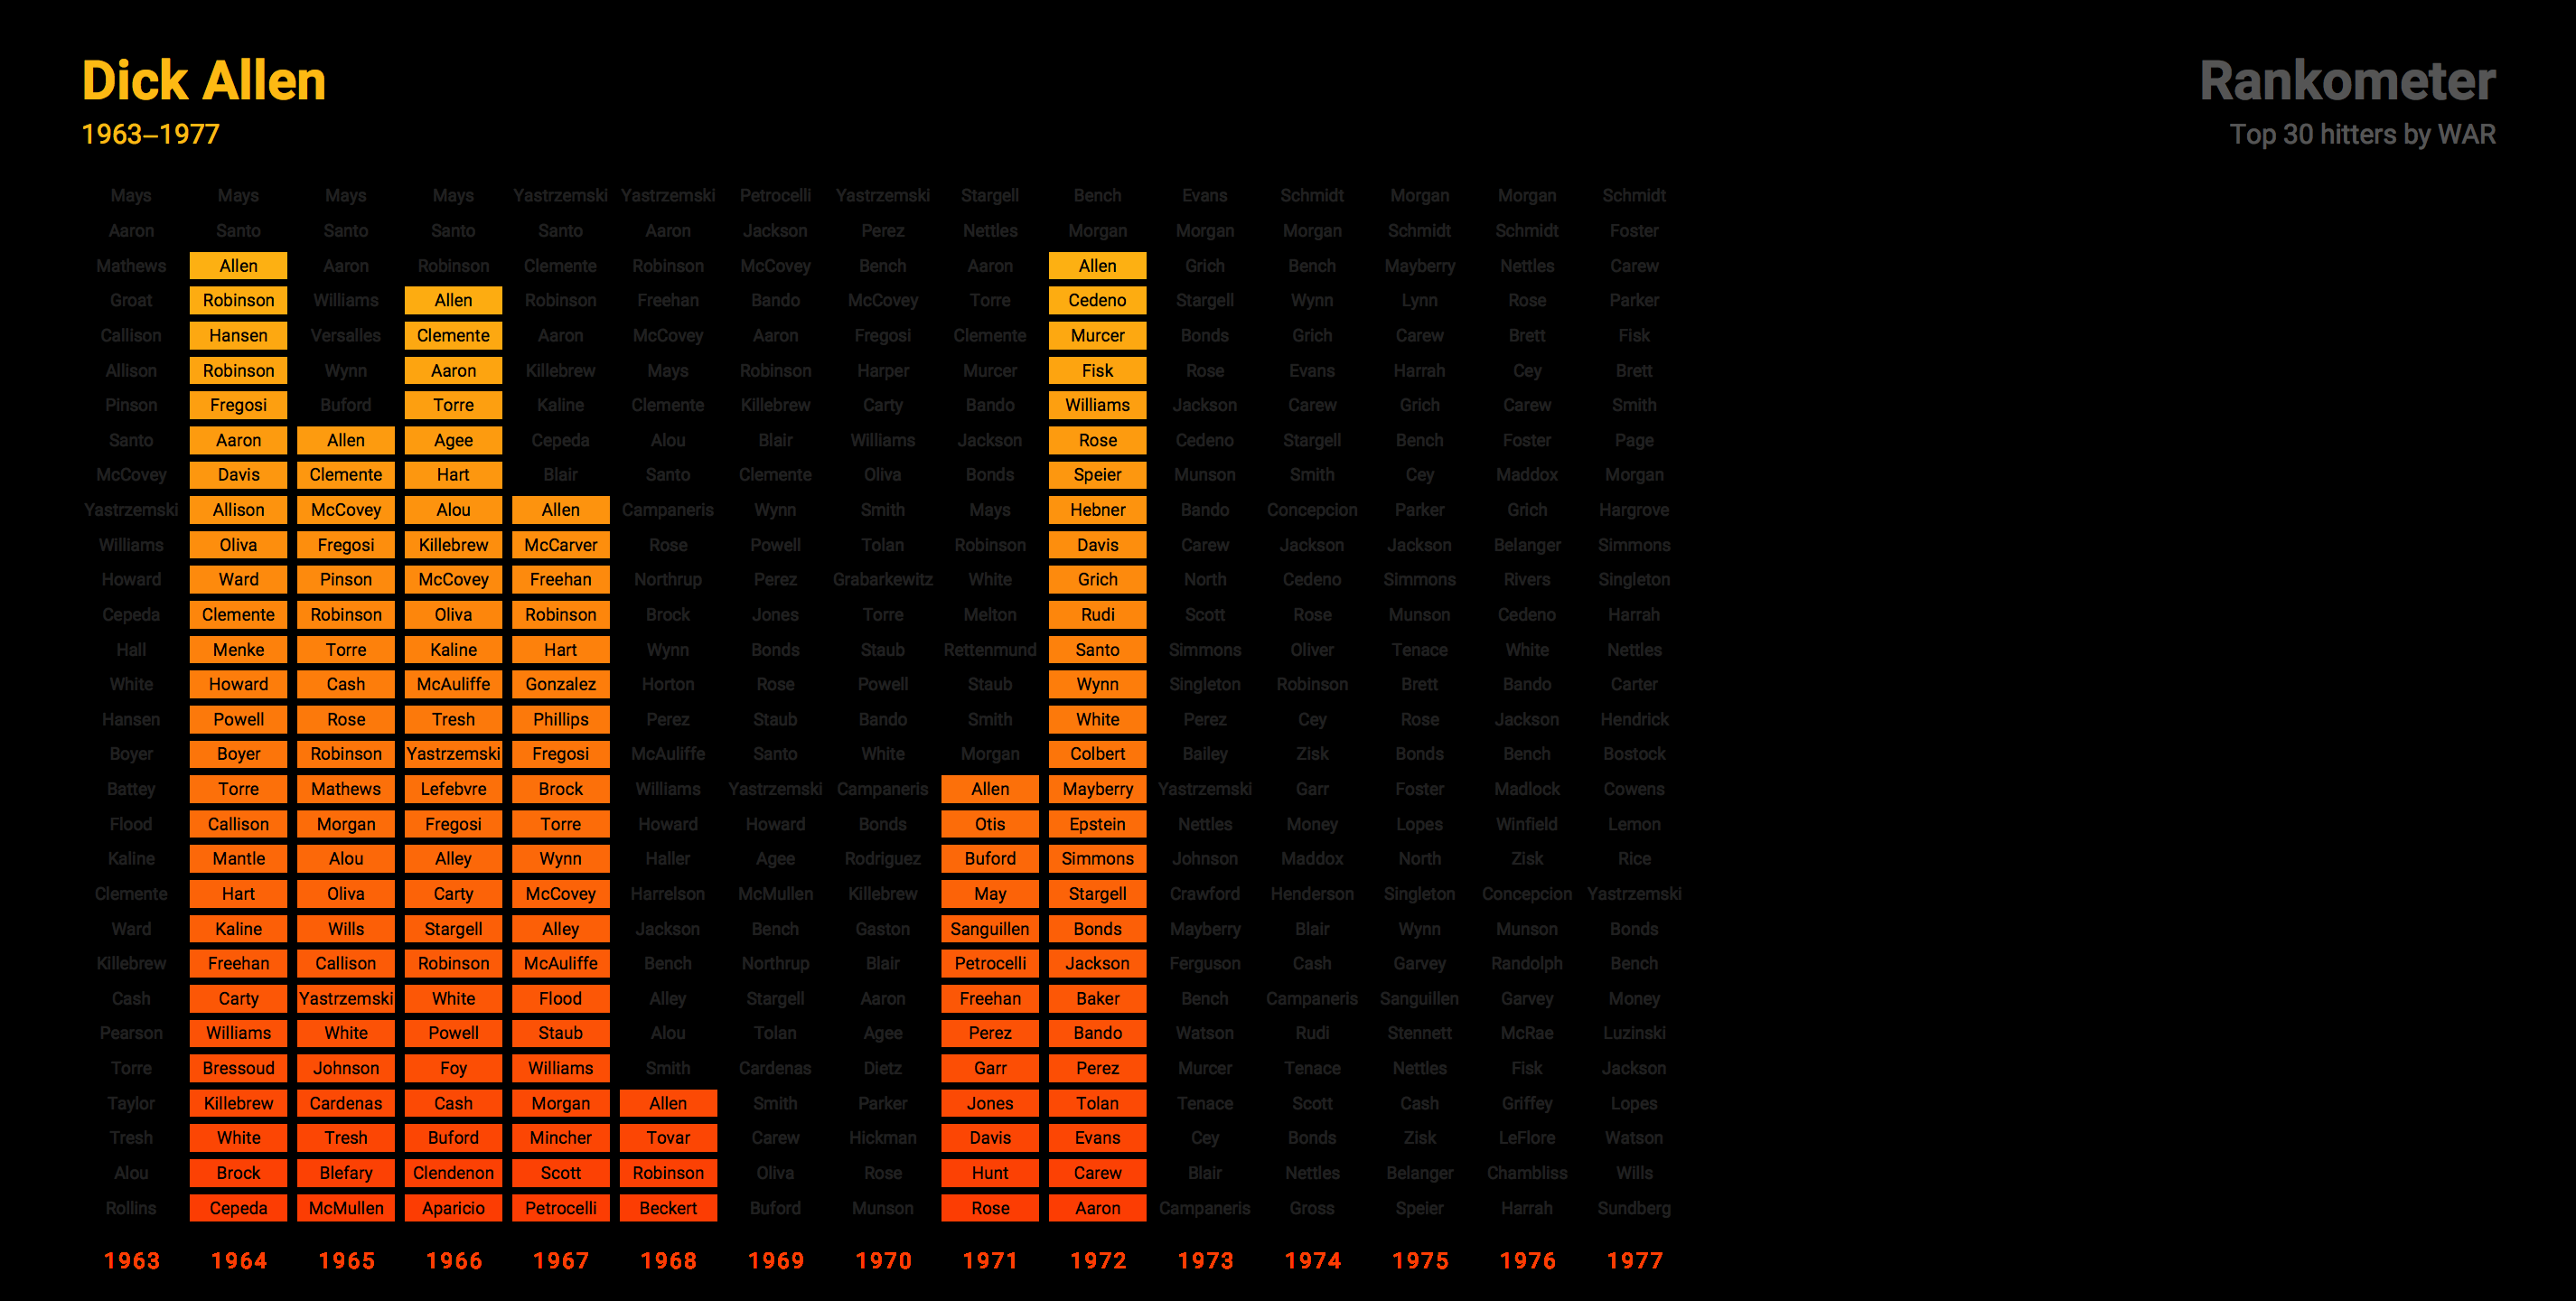 Dick Allen
1963–1977
Rankometer
Top 30 hitters by WAR
Mays Mays Mays Mays Yastrzemski Yastrzemski Petrocelli Yastrzemski Stargell Bench Evans Schmidt Morgan Morgan Schmidt
Aaron Santo Santo Santo Santo Aaron Jackson Perez Nettles Morgan Morgan Morgan Schmidt Schmidt Foster
Mathews Allen Aaron Robinson Clemente Robinson McCovey Bench Aaron Allen Grich Bench Mayberry Nettles Carew
Groat Robinson Williams Allen Robinson Freehan Bando McCovey Torre Cedeno Stargell Wynn Lynn Rose Parker
Callison Hansen Versalles Clemente Aaron McCovey Aaron Fregosi Clemente Murcer Bonds Grich Carew Brett Fisk
Allison Robinson Wynn Aaron Killebrew Mays Robinson Harper Murcer Fisk Rose Evans Harrah Cey Brett
Pinson Fregosi Buford Torre Kaline Clemente Killebrew Carty Bando Williams Jackson Carew Grich Carew Smith
Santo Aaron Allen Agee Cepeda Alou Blair Williams Jackson Rose Cedeno Stargell Bench Foster Page
McCovey Davis Clemente Hart Blair Santo Clemente Oliva Bonds Speier Munson Smith Cey Maddox Morgan
Yastrzemski Allison McCovey Alou Allen Campaneris Wynn Smith Mays Hebner Bando Concepcion Parker Grich Hargrove
Williams Oliva Fregosi Killebrew McCarver Rose Powell Tolan Robinson Davis Carew Jackson Jackson Belanger Simmons
Howard Ward Pinson McCovey Freehan Northrup Perez Grabarkewitz White Grich North Cedeno Simmons Rivers Singleton
Cepeda Clemente Robinson Oliva Robinson Brock Jones Torre Melton Rudi Scott Rose Munson Cedeno Harrah
Hall Menke Torre Kaline Hart Wynn Bonds Staub Rettenmund Santo Simmons Oliver Tenace White Nettles
White Howard Cash McAuliffe Gonzalez Horton Rose Powell Staub Wynn Singleton Robinson Brett Bando Carter
Hansen Powell Rose Tresh Phillips Perez Staub Bando Smith White Perez Cey Rose Jackson Hendrick
Boyer Boyer Robinson Yastrzemski Fregosi McAuliffe Santo White Morgan Colbert Bailey Zisk Bonds Bench Bostock
Battey Torre Mathews Lefebvre Brock Williams Yastrzemski Campaneris Allen Mayberry Yastrzemski Garr Foster Madlock Cowens
Flood Callison Morgan Fregosi Torre Howard Howard Bonds Otis Epstein Nettles Money Lopes Winfield Lemon
Kaline Mantle Alou Alley Wynn Haller Agee Rodriguez Buford Simmons Johnson Maddox North Zisk Rice
Clemente Hart Oliva Carty McCovey Harrelson McMullen Killebrew May Stargell Crawford Henderson Singleton Concepcion Yastrzemski
Ward Kaline Wills Stargell Alley Jackson Bench Gaston Sanguillen Bonds Mayberry Blair Wynn Munson Bonds
Killebrew Freehan Callison Robinson McAuliffe Bench Northrup Blair Petrocelli Jackson Ferguson Cash Garvey Randolph Bench
Cash Carty Yastrzemski White Flood Alley Stargell Aaron Freehan Baker Bench Campaneris Sanguillen Garvey Money
Pearson Williams White Powell Staub Alou Tolan Agee Perez Bando Watson Rudi Stennett McRae Luzinski
Torre Bressoud Johnson Foy Williams Smith Cardenas Dietz Garr Perez Murcer Tenace Nettles Fisk Jackson
Taylor Killebrew Cardenas Cash Morgan Allen Smith Parker Jones Tolan Tenace Scott Cash Griffey Lopes
Tresh White Tresh Buford Mincher Tovar Carew Hickman Davis Evans Cey Bonds Zisk LeFlore Watson
Alou Brock Blefary Clendenon Scott Robinson Oliva Rose Hunt Carew Blair Nettles Belanger Chambliss Wills
Rollins Cepeda McMullen Aparicio Petrocelli Beckert Buford Munson Rose Aaron Campaneris Gross Speier Harrah Sundberg
1963 1964 1965 1966 1967 1968 1969 1970 1971 1972 1973 1974 1975 1976 1977